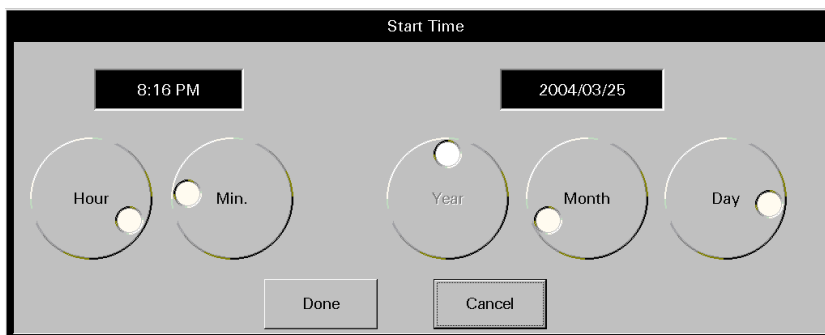 Start Time
8:16 PM
2004/03/25
Hour
Min.
Year
Month
Day
Done
Cancel